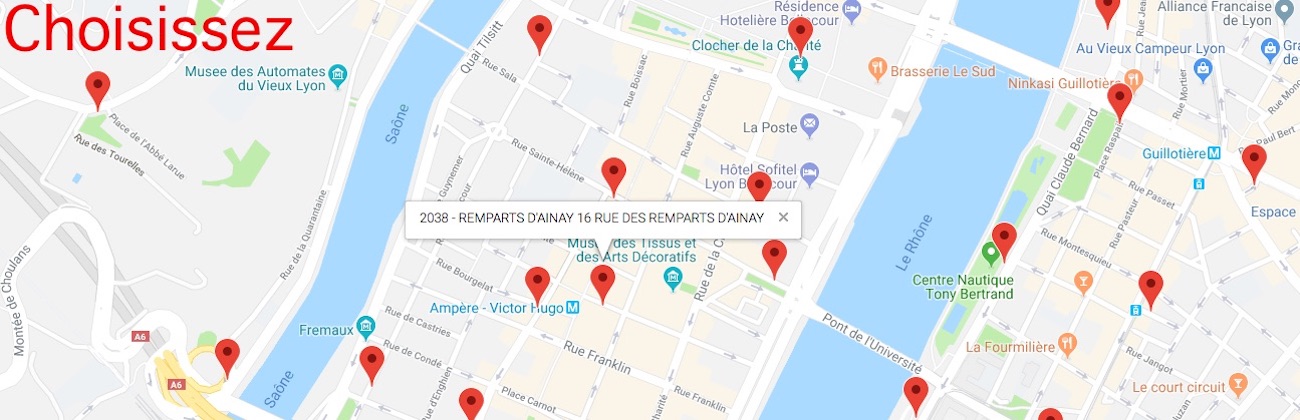 Choisissez
Résidence
Hotelière Bellecour
Alliance Francaise
de Lyon
Quai Tilsitt
Clocher de la Charité
Au Vieux Campeur Lyon
Musee des Automates
du Vieux Lyon
Rue Sala
Rue Boissac
Brasserie Le Sud
Ninkasi Guillotière
Rue Mortier
Saône
Rue Auguste Comte
La Poste
Place de l'Abbé Larue
Rue des Tourelles
Rue Sainte-Hélène
Quai Claude Bernard
Place Raspail
Paul Bert
Guillotière M
Hôtel Sofitel
Lyon Bellecour
Espace
2038 - REMPARTS D'AINAY 16 RUE DES REMPARTS D'AINAY ×
Rue de la Quarantaine
Rue Pasteur
Rue Passet
Le Rhône
Rue Montesquieu
Musée des Tissus et
des Arts Décoratifs
Montée de Choulans
Rue Bourgelat
Centre Nautique
Tony Bertrand
Ampère - Victor Hugo M
Rue de Castries
Fremaux
A6
Pont de l'Université
Rue Franklin
Rue de Condé
La Fourmilière
Rue Jangot
A6
Saône
Rue d'Enghien
Place Carnot
Rue Franklin
Le court circuit